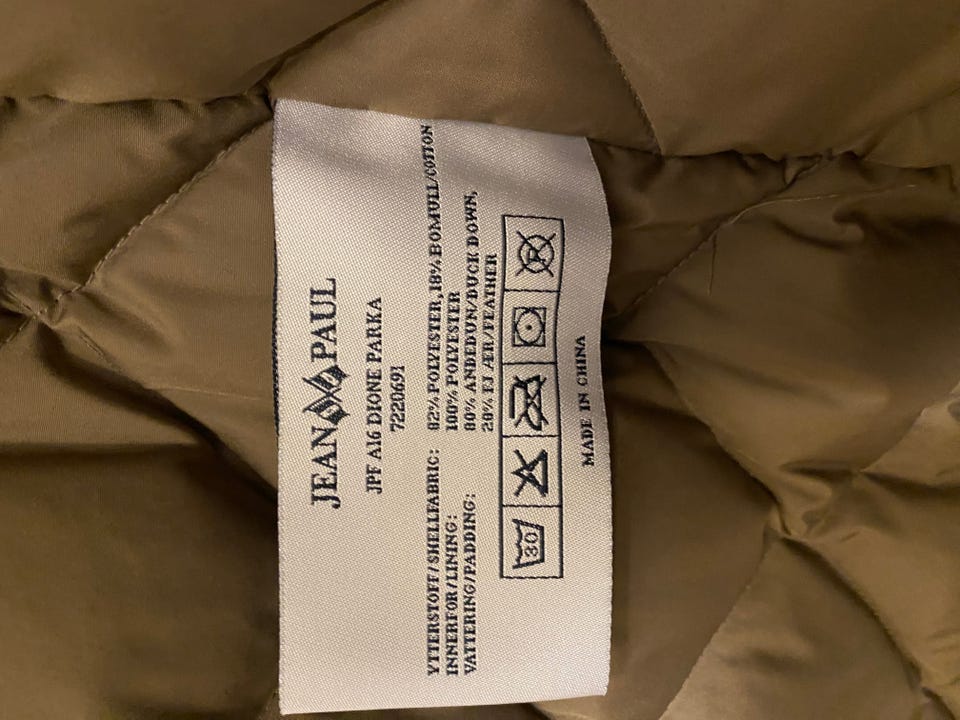 JEAN PAUL
JPF A16 DIONE PARKA
7220691
YTTERSTOFF/SHELLFABRIC: 82% POLYESTER,18% BOMULL/COTTON
INNERFOR/LINING: 100% POLYESTER
VATTERING/PADDING: 80% ANDEDUN/DUCK DOWN,
20% FJÆR/FEATHER
30 P
MADE IN CHINA